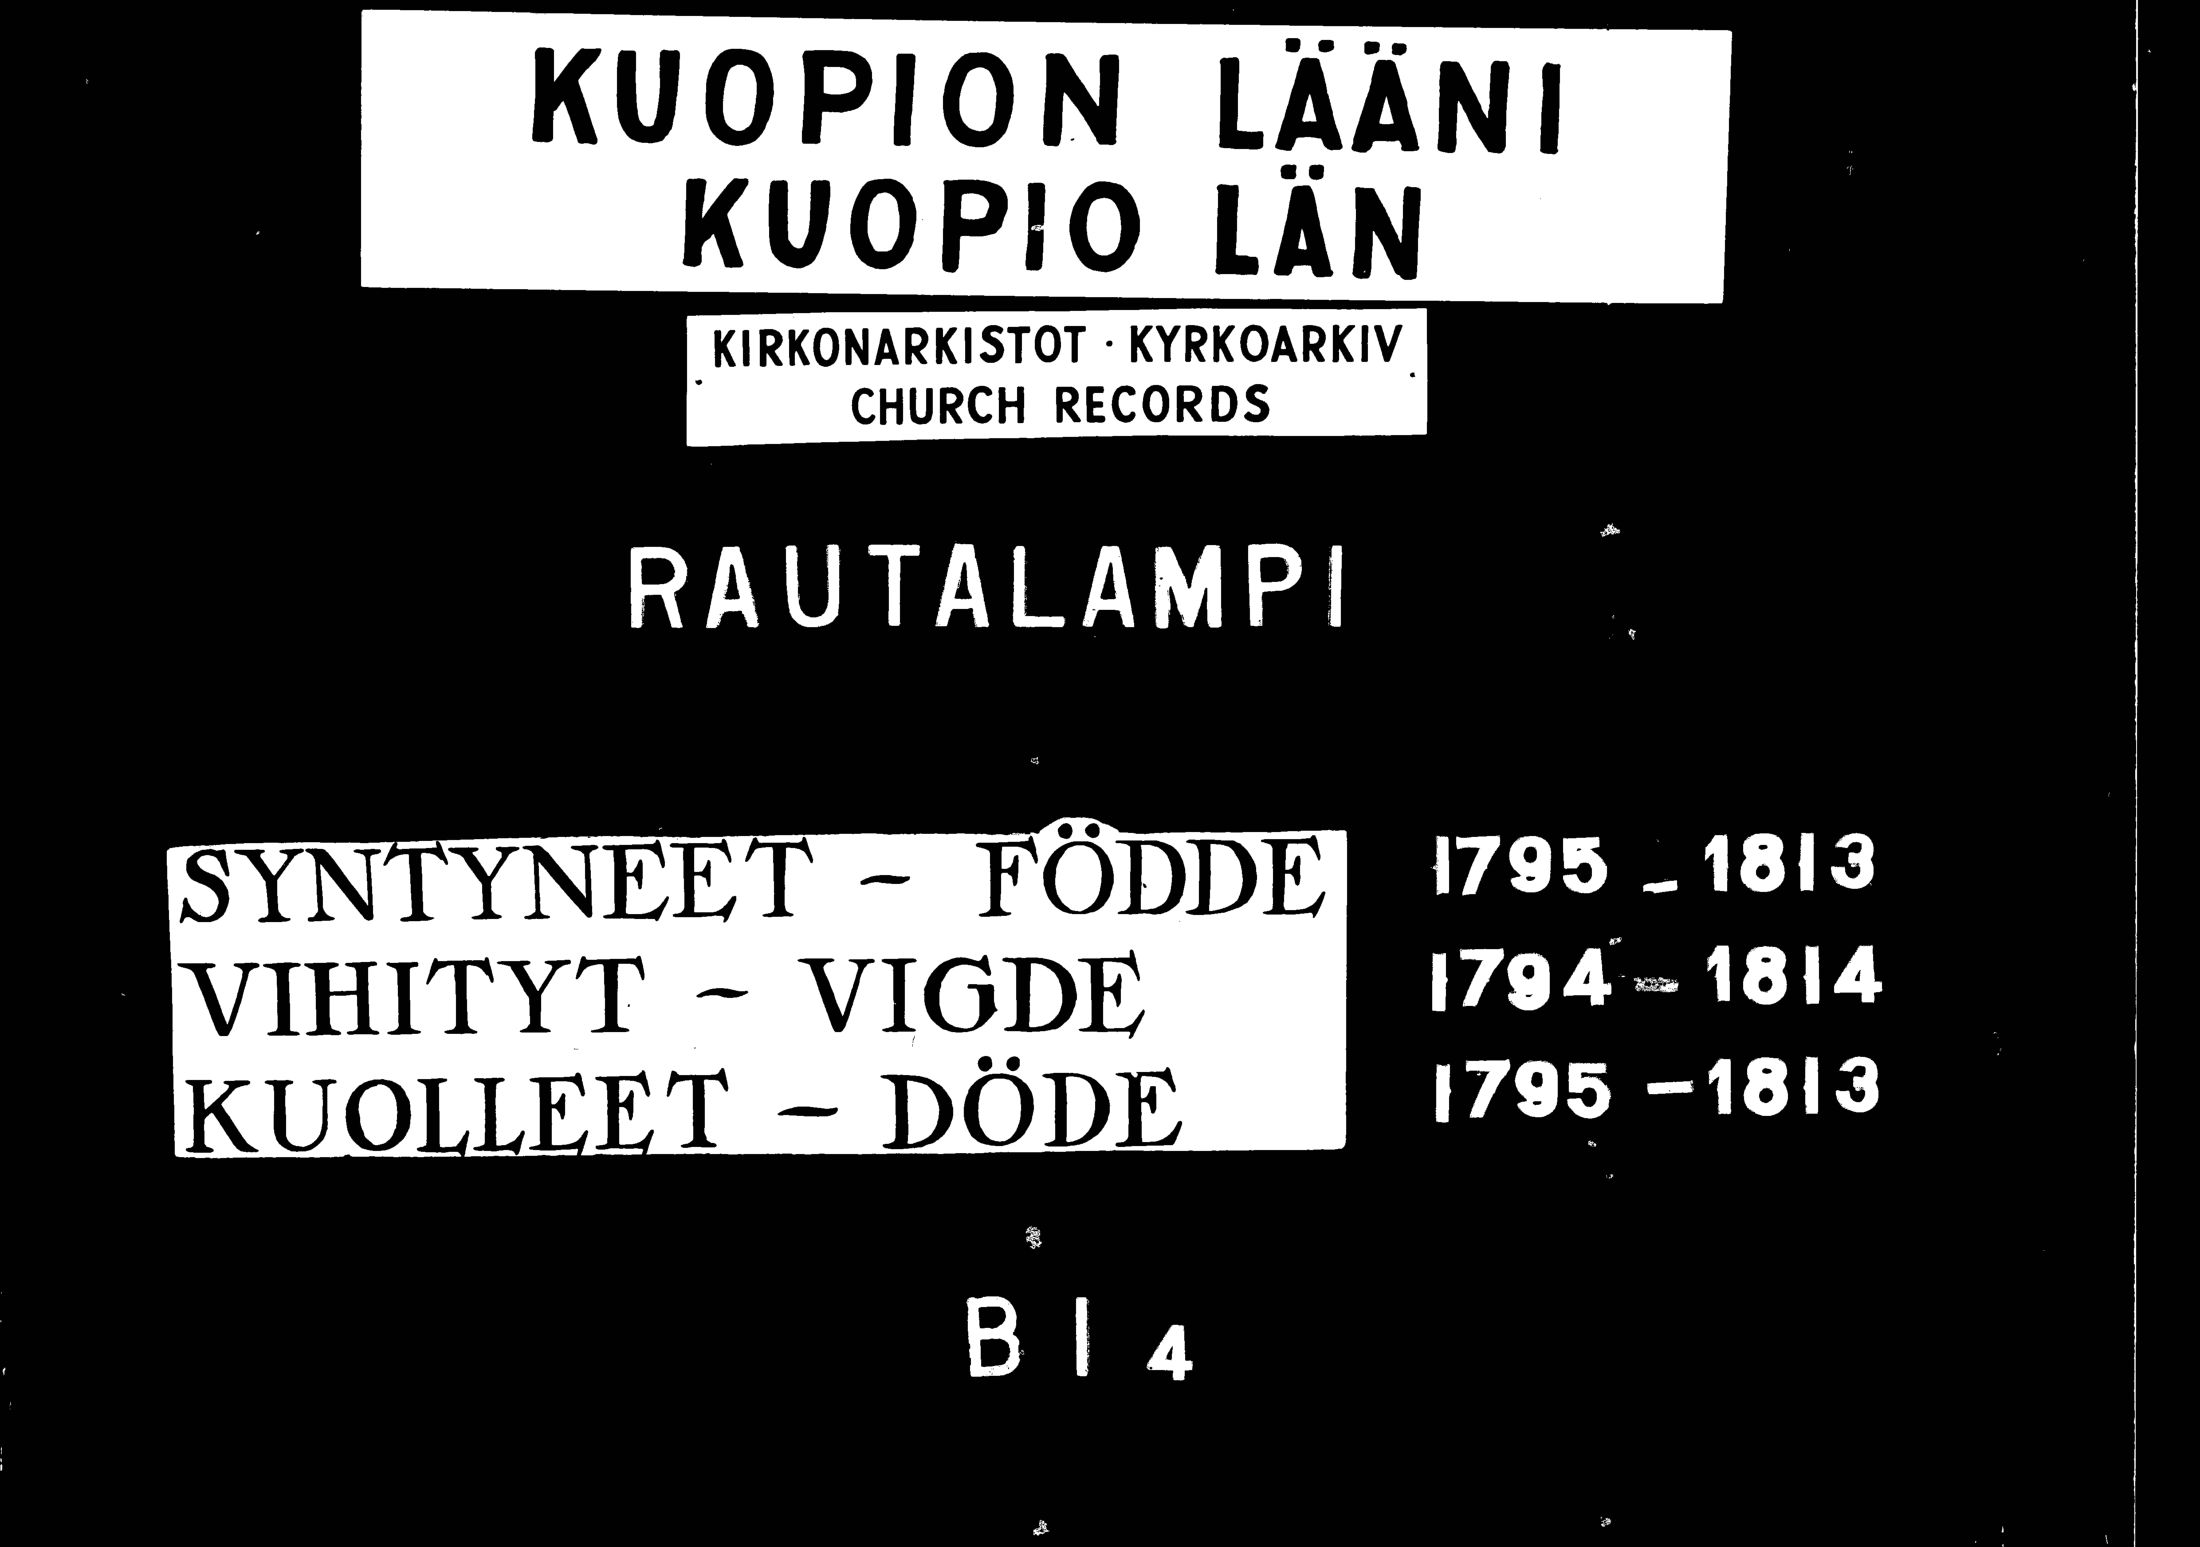 KUOPION LÄÄNI
KUOPIO LÄN
KIRKONARKISTOT · KYRKOARKIV
CHURCH RECORDS
RAUTALAMPI
SYNTYNEET - FÖDDE 1795 - 1813
VIHITYT - VIGDE 1794 - 1814
KUOLLEET - DÖDE 1795 - 1813
B I 4